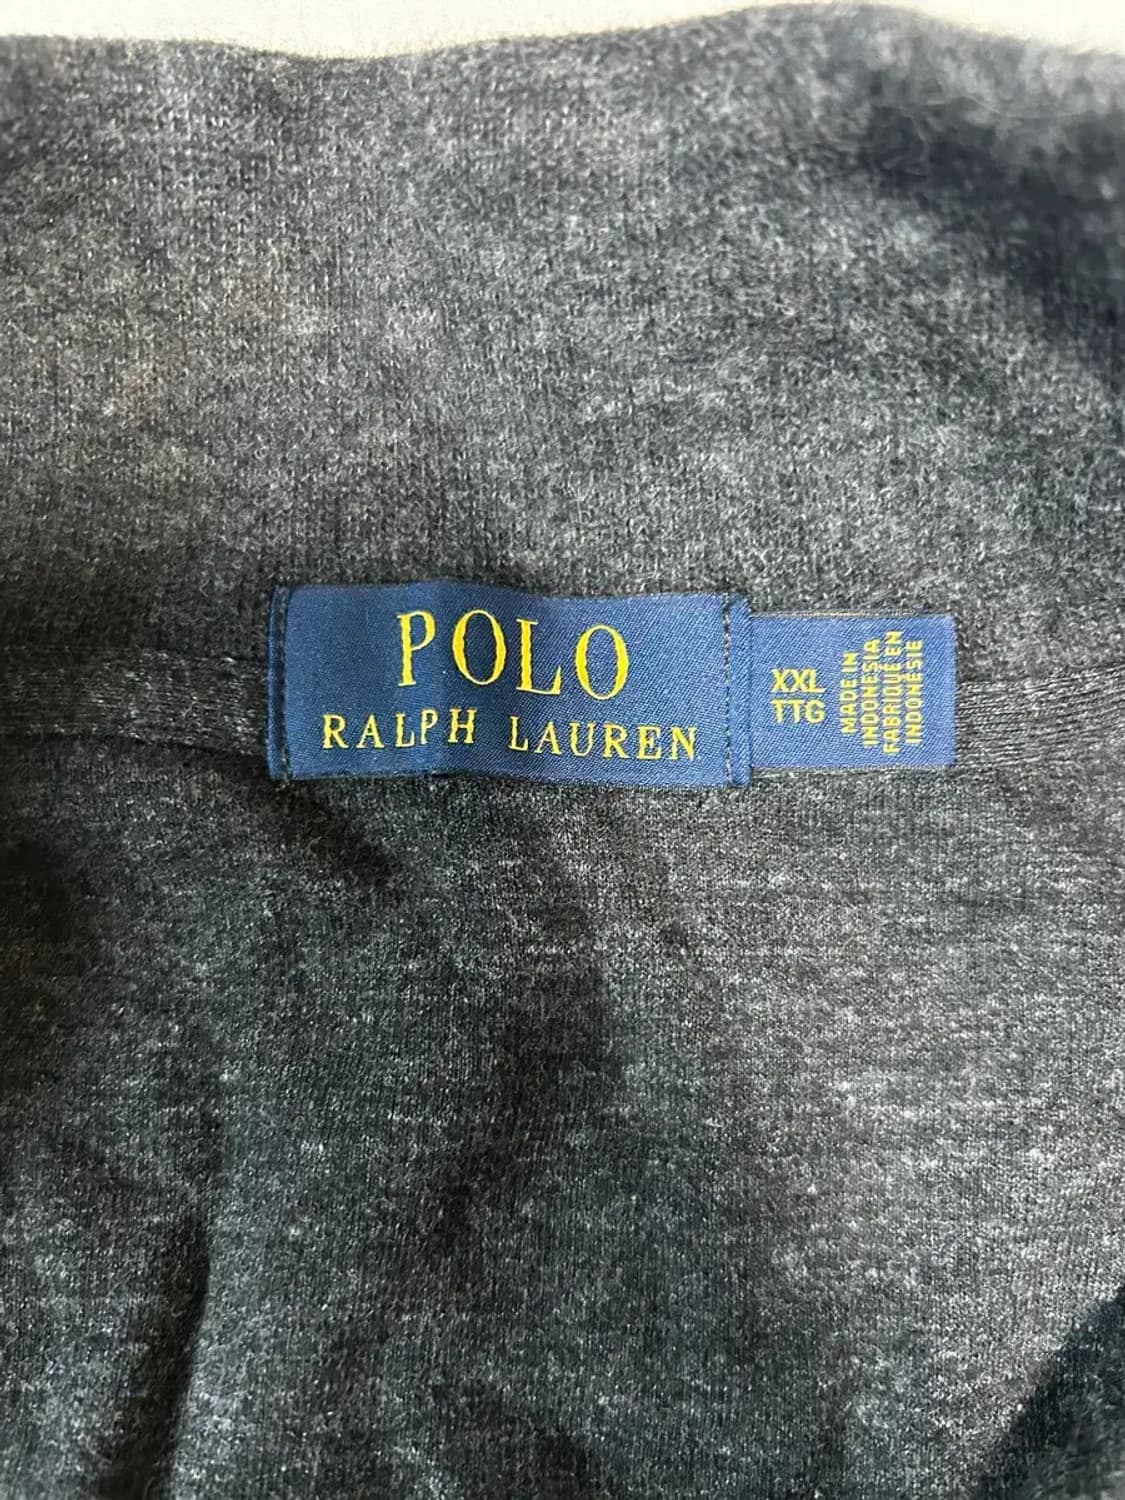 POLO
RALPH LAUREN
XXL
TTG
MADE IN
INDONESIA
FABRIQUÉ EN
INDONÉSIE